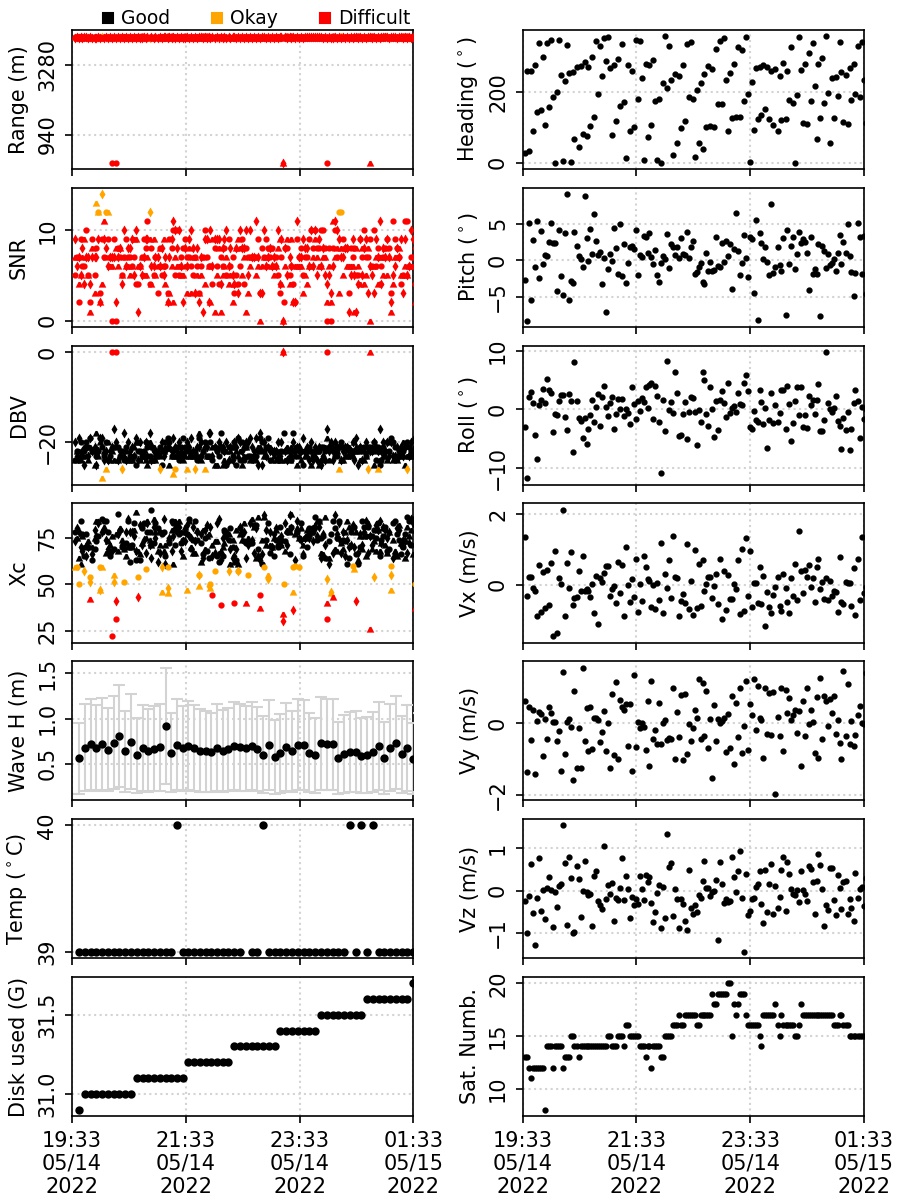 Good Okay Difficult
Range (m)
3280
940
Heading (°)
200
0
SNR
10
0
Pitch (°)
5
0
−5
DBV
0
−20
Roll (°)
10
0
−10
Xc
75
50
25
Vx (m/s)
2
0
Wave H (m)
1.5
1.0
0.5
Vy (m/s)
0
−2
Temp (°C)
40
39
Vz (m/s)
1
0
−1
Disk used (G)
31.5
31.0
Sat. Numb.
20
15
10
19:33 21:33 23:33 01:33 19:33 21:33 23:33 01:33
05/14 05/14 05/14 05/15 05/14 05/14 05/14 05/15
2022 2022 2022 2022 2022 2022 2022 2022